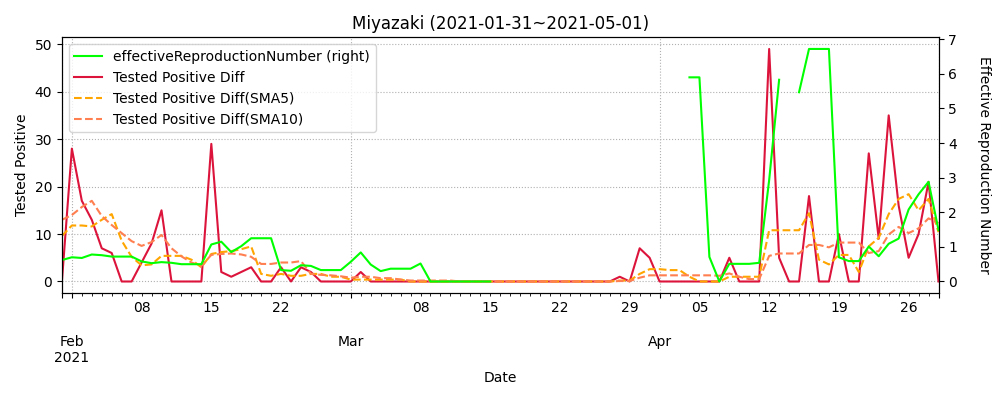 Miyazaki (2021-01-31~2021-05-01)
effectiveReproductionNumber (right)
Tested Positive Diff
Tested Positive Diff(SMA5)
Tested Positive Diff(SMA10)
Tested Positive
50
40
30
20
10
0
7
6
5
4
3
2
1
0
Effective Reproduction Number
08 15 22 08 15 22 29 05 12 19 26
Feb Mar Apr
2021
Date